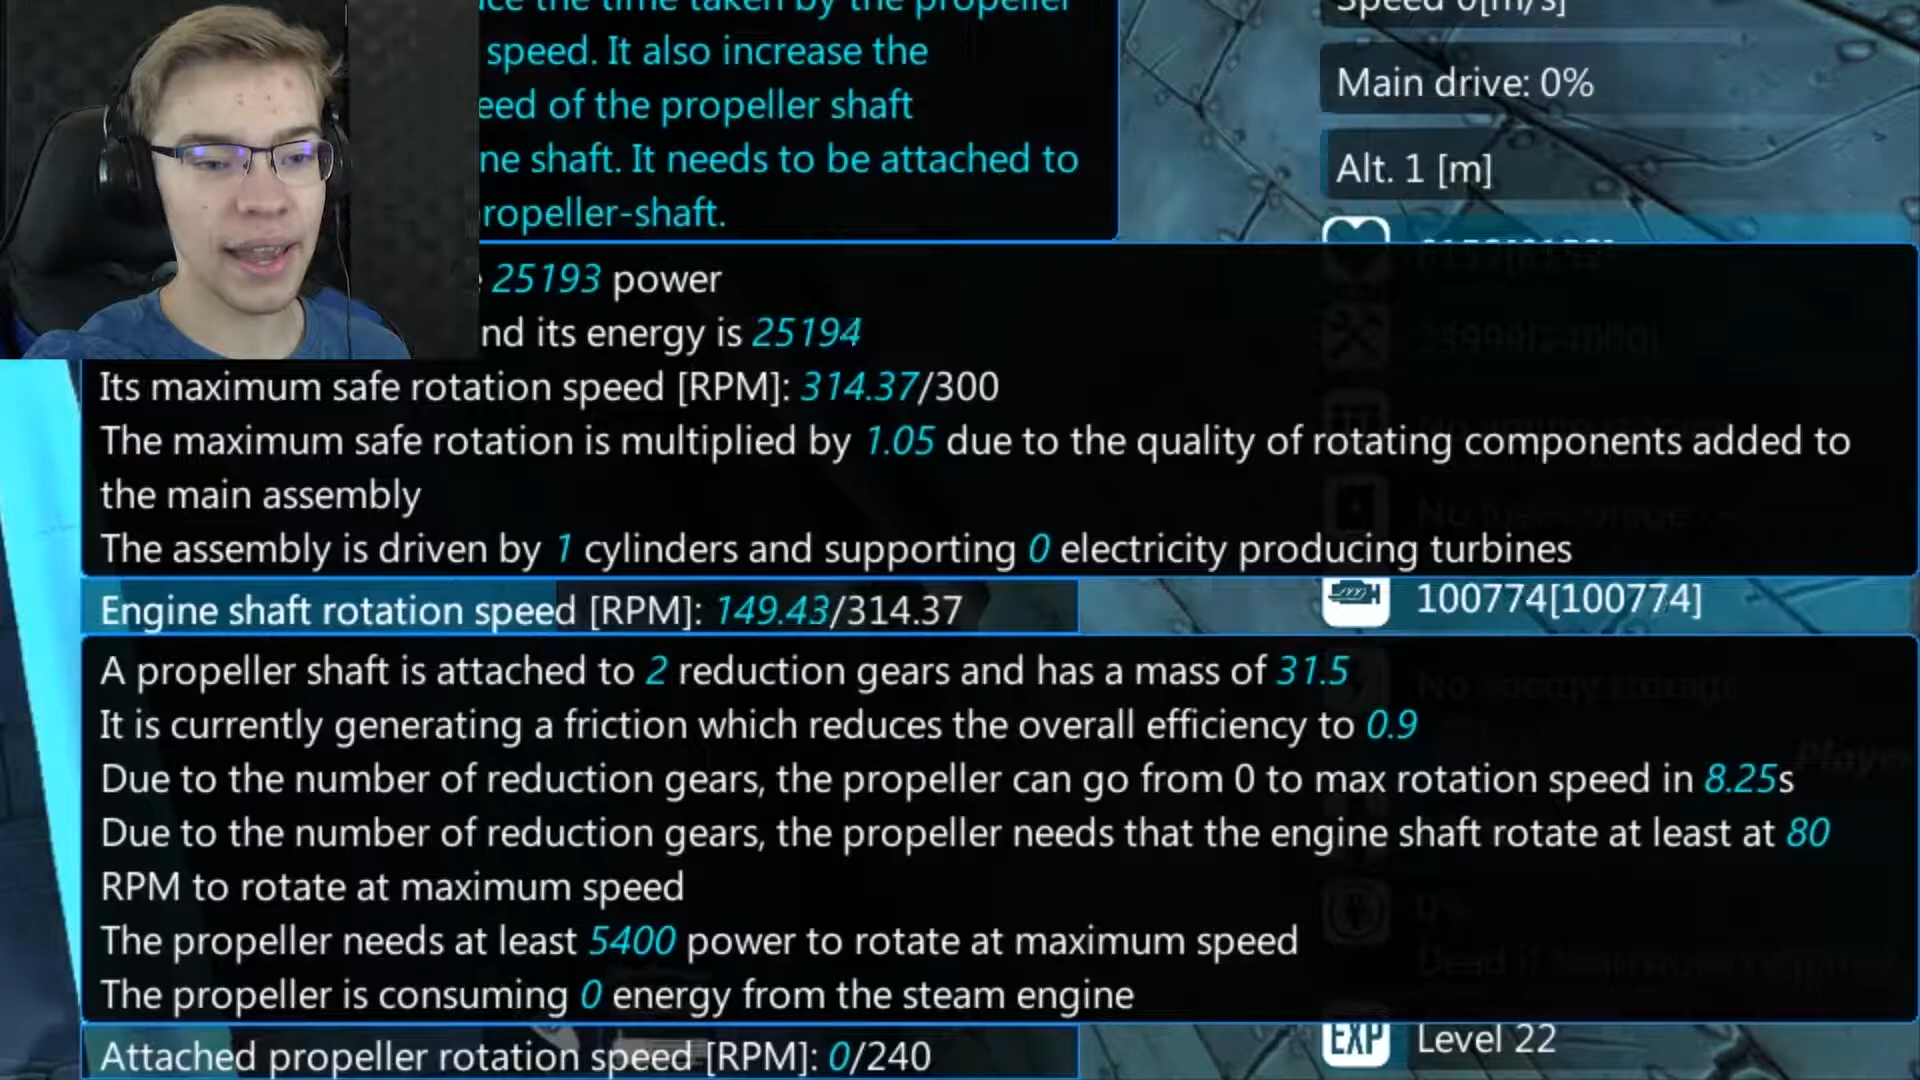 the time taken by the propeller
speed. It also increase the
eed of the propeller shaft
ne shaft. It needs to be attached to
ropeller-shaft.
Speed 0[m/s]
Main drive: 0%
Alt. 1 [m]
25193 power
nd its energy is 25194
Its maximum safe rotation speed [RPM]: 314.37/300
The maximum safe rotation is multiplied by 1.05 due to the quality of rotating components added to
the main assembly
The assembly is driven by 1 cylinders and supporting 0 electricity producing turbines
Engine shaft rotation speed [RPM]: 149.43/314.37
100774[100774]
A propeller shaft is attached to 2 reduction gears and has a mass of 31.5
It is currently generating a friction which reduces the overall efficiency to 0.9
Due to the number of reduction gears, the propeller can go from 0 to max rotation speed in 8.25s
Due to the number of reduction gears, the propeller needs that the engine shaft rotate at least at 80
RPM to rotate at maximum speed
The propeller needs at least 5400 power to rotate at maximum speed
The propeller is consuming 0 energy from the steam engine
Attached propeller rotation speed [RPM]: 0/240
EXP Level 22